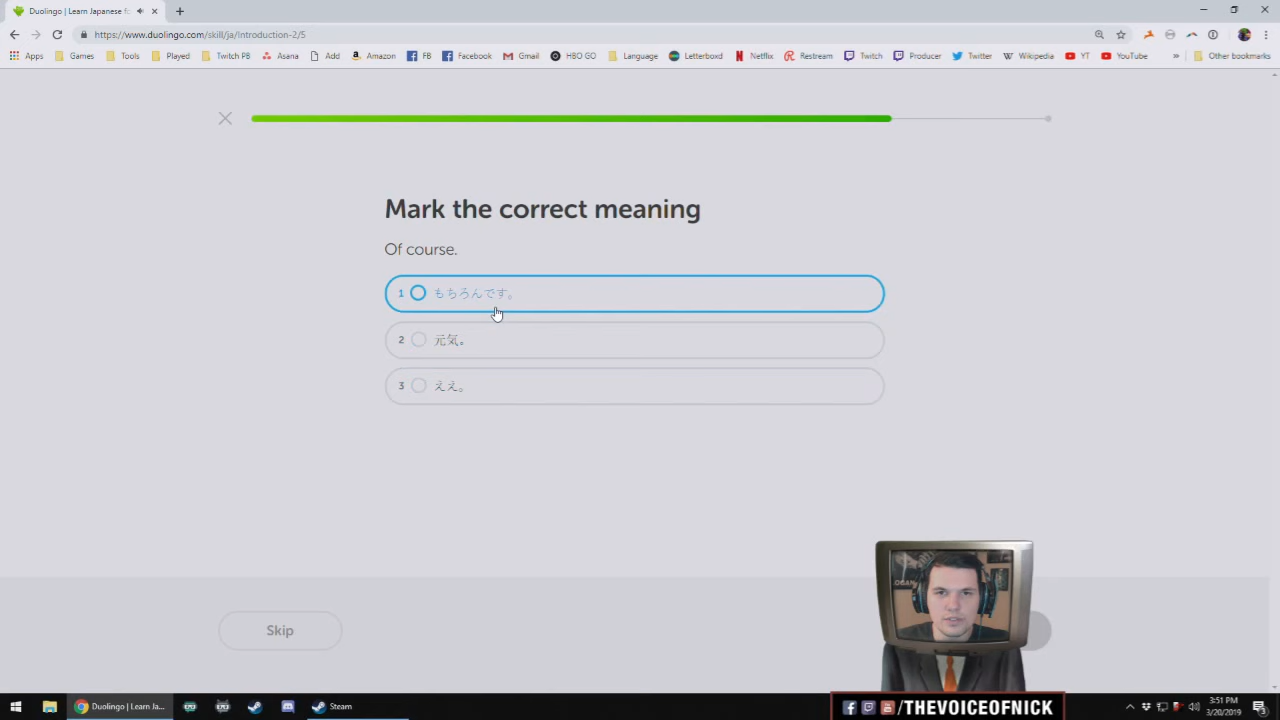 Duolingo | Learn Japanese fo
https://www.duolingo.com/skill/ja/Introduction-2/5
Apps Games Tools Played Twitch PB Asana Add Amazon FB Facebook Gmail HBO GO Language Letterboxd Netflix Restream Twitch Producer Twitter Wikipedia YT YouTube » Other bookmarks
Mark the correct meaning
Of course.
1 もちろんです。
2 元気。
3 ええ。
OGAN
Skip
Duolingo | Learn Ja... Steam
/THEVOICEOFNICK
3:51 PM
3/20/2019